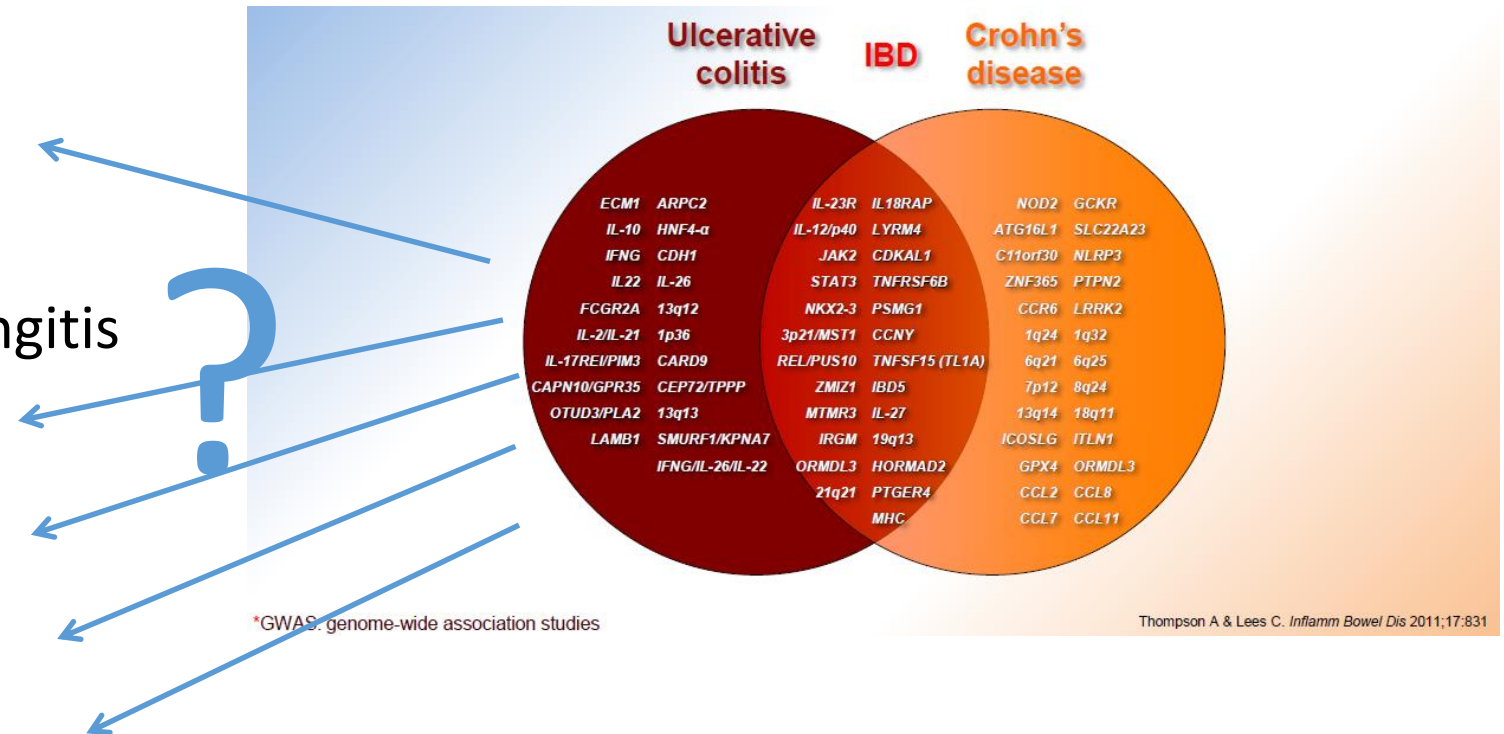 Ulcerative
colitis
IBD
Crohn's
disease
ngitis
?
ECM1 ARPC2
IL-10 HNF4-α
IFNG CDH1
IL22 IL-26
FCGR2A 13q12
IL-2/IL-21 1p36
IL-17REI/PIM3 CARD9
CAPN10/GPR35 CEP72/TPPP
OTUD3/PLA2 13q13
LAMB1 SMURF1/KPNA7
IFNG/IL-26/IL-22
IL-23R IL18RAP
IL-12/p40 LYRM4
JAK2 CDKAL1
STAT3 TNFRSF6B
NKX2-3 PSMG1
3p21/MST1 CCNY
REL/PUS10 TNFSF15 (TL1A)
ZMIZ1 IBD5
MTMR3 IL-27
IRGM 19q13
ORMDL3 HORMAD2
21q21 PTGER4
MHC
NOD2 GCKR
ATG16L1 SLC22A23
C11orf30 NLRP3
ZNF365 PTPN2
CCR6 LRRK2
1q24 1q32
6q21 6q25
7p12 8q24
13q14 18q11
ICOSLG ITLN1
GPX4 ORMDL3
CCL2 CCL8
CCL7 CCL11
*GWAS: genome-wide association studies
Thompson A & Lees C. Inflamm Bowel Dis 2011;17:831